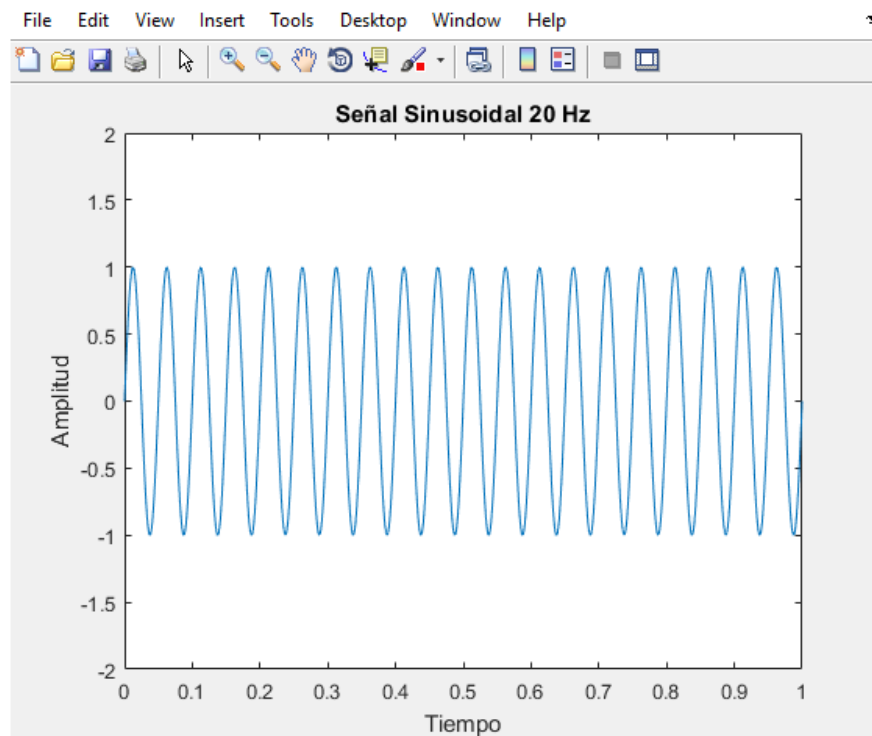 File Edit View Insert Tools Desktop Window Help
Señal Sinusoidal 20 Hz
2
1.5
1
0.5
0
-0.5
-1
-1.5
-2
Amplitud
0 0.1 0.2 0.3 0.4 0.5 0.6 0.7 0.8 0.9 1
Tiempo